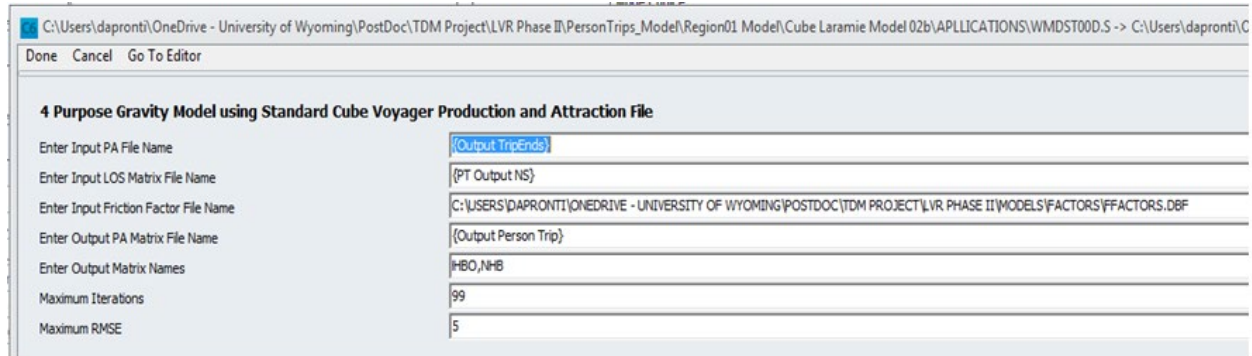 C:\Users\dapronti\OneDrive - University of Wyoming\PostDoc\TDM Project\LVR Phase II\PersonTrips_Model\Region01 Model\Cube Laramie Model 02b\APLLICATIONS\WMDST00D.S -> C:\Users\dapronti\O
Done Cancel Go To Editor
4 Purpose Gravity Model using Standard Cube Voyager Production and Attraction File
Enter Input PA File Name {Output TripEnds}
Enter Input LOS Matrix File Name {PT Output NS}
Enter Input Friction Factor File Name C:\USERS\DAPRONTI\ONEDRIVE - UNIVERSITY OF WYOMING\POSTDOC\TDM PROJECT\LVR PHASE II\MODELS\FACTORS\FFACTORS.DBF
Enter Output PA Matrix File Name {Output Person Trip}
Enter Output Matrix Names HBO,NHB
Maximum Iterations 99
Maximum RMSE 5